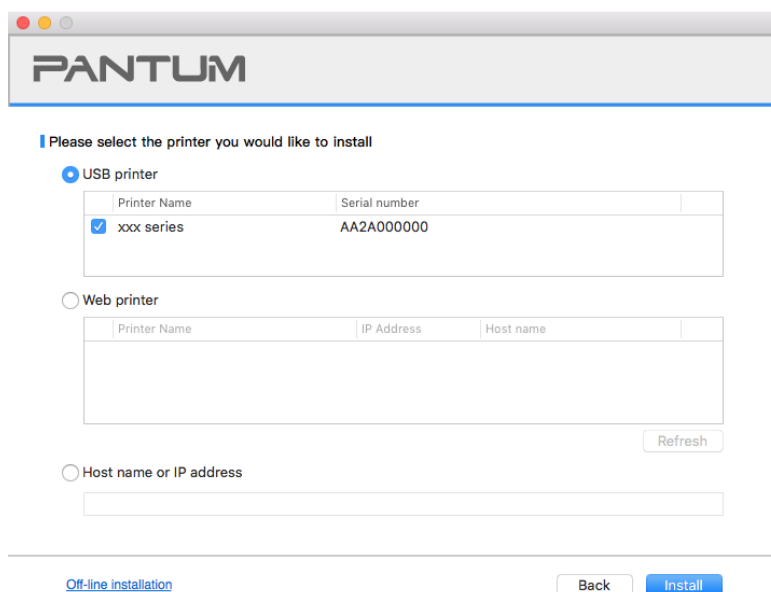 PANTUM
Please select the printer you would like to install
USB printer
Printer Name Serial number
xxx series AA2A000000
Web printer
Printer Name IP Address Host name
Refresh
Host name or IP address
Off-line installation Back Install